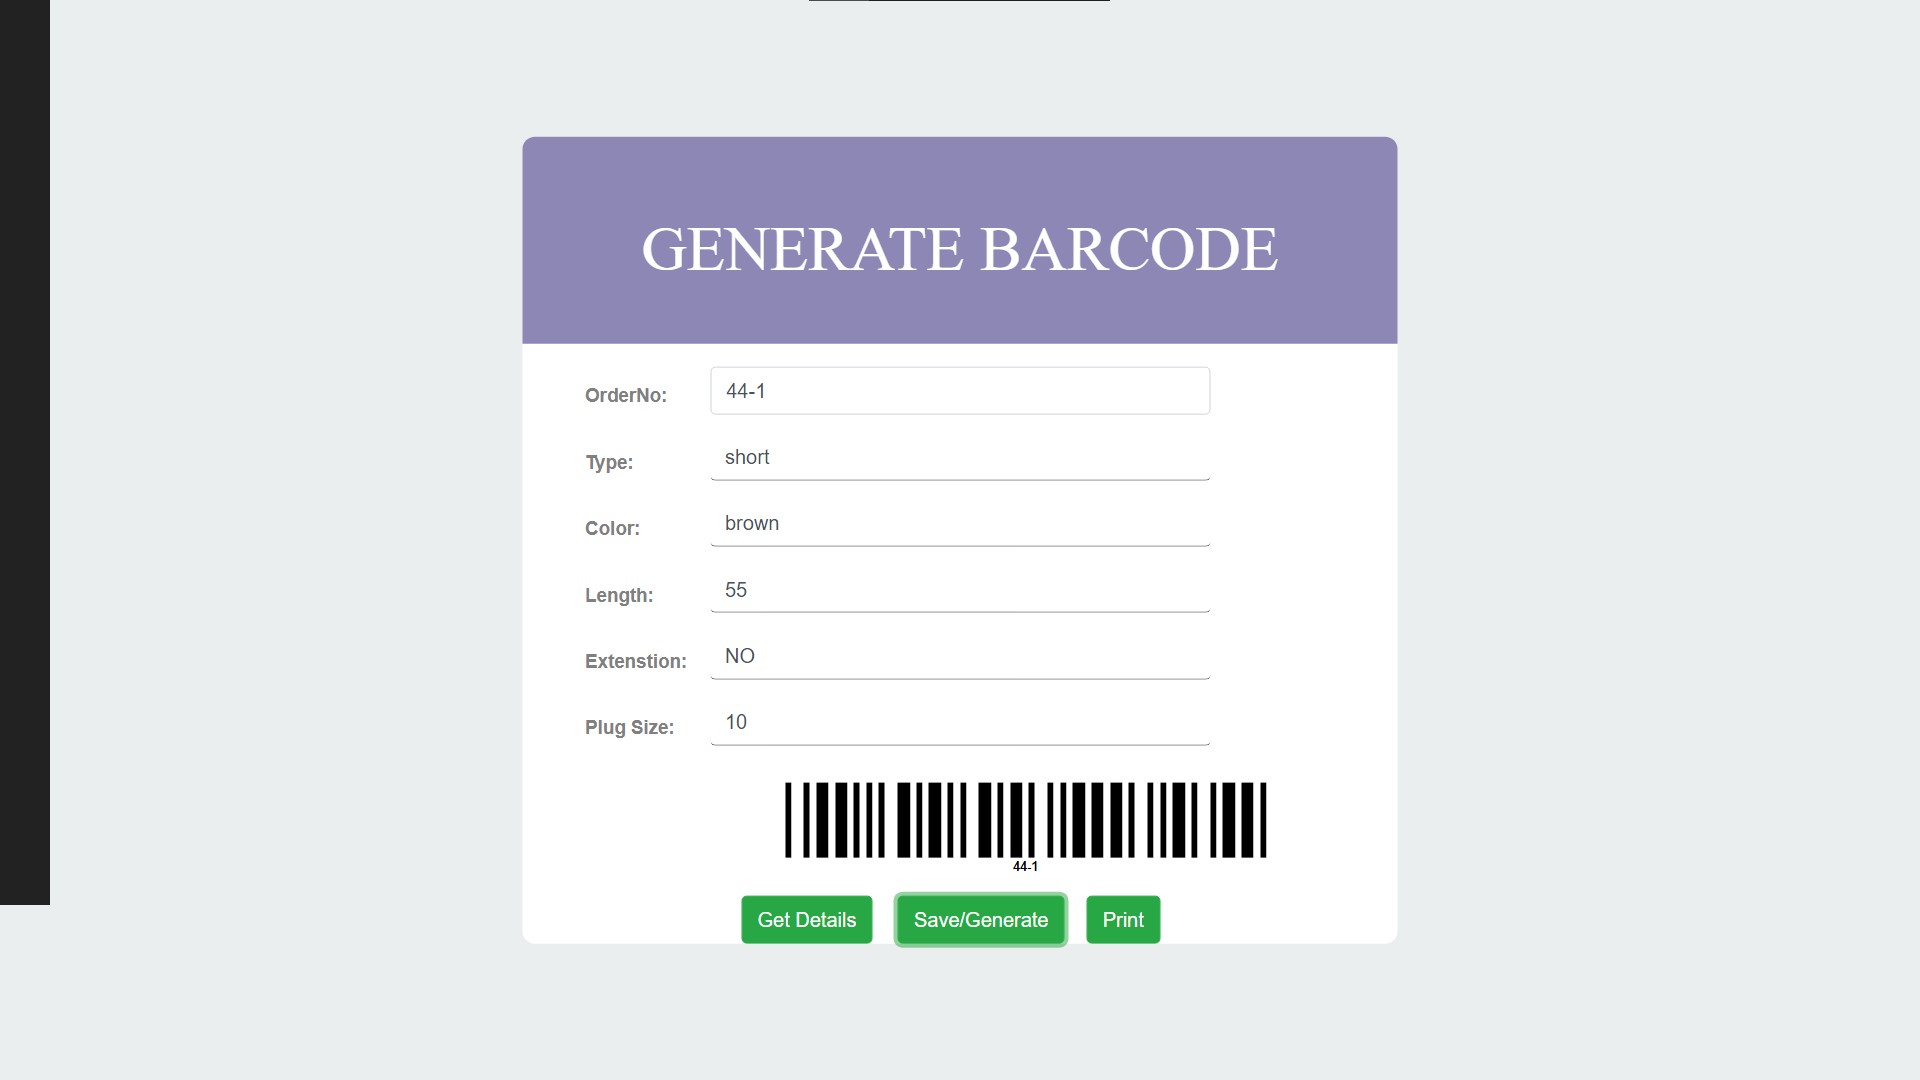 GENERATE BARCODE
OrderNo: 44-1
Type: short
Color: brown
Length: 55
Extenstion: NO
Plug Size: 10
44-1
Get Details Save/Generate Print